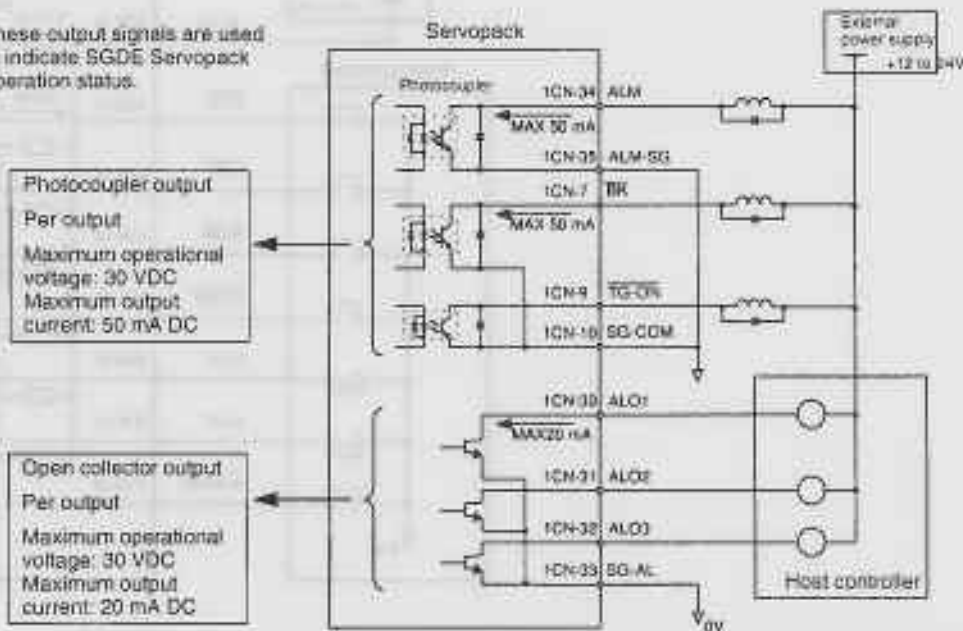 hese output signals are used
indicate SGDE Servopack
peration status.
Servopack
External
power supply
+12 to 24V
Photocoupler
1CN-34 ALM
MAX 50 mA
1CN-35 ALM-SG
1CN-7 BK
MAX 50 mA
1CN-9 TG-ON
1CN-10 SG-COM
Photocoupler output
Per output
Maximum operational
voltage: 30 VDC
Maximum output
current: 50 mA DC
1CN-30 ALO1
MAX20 mA
1CN-31 ALO2
1CN-32 ALO3
1CN-33 SG-AL
0V
Host controller
Open collector output
Per output
Maximum operational
voltage: 30 VDC
Maximum output
current: 20 mA DC